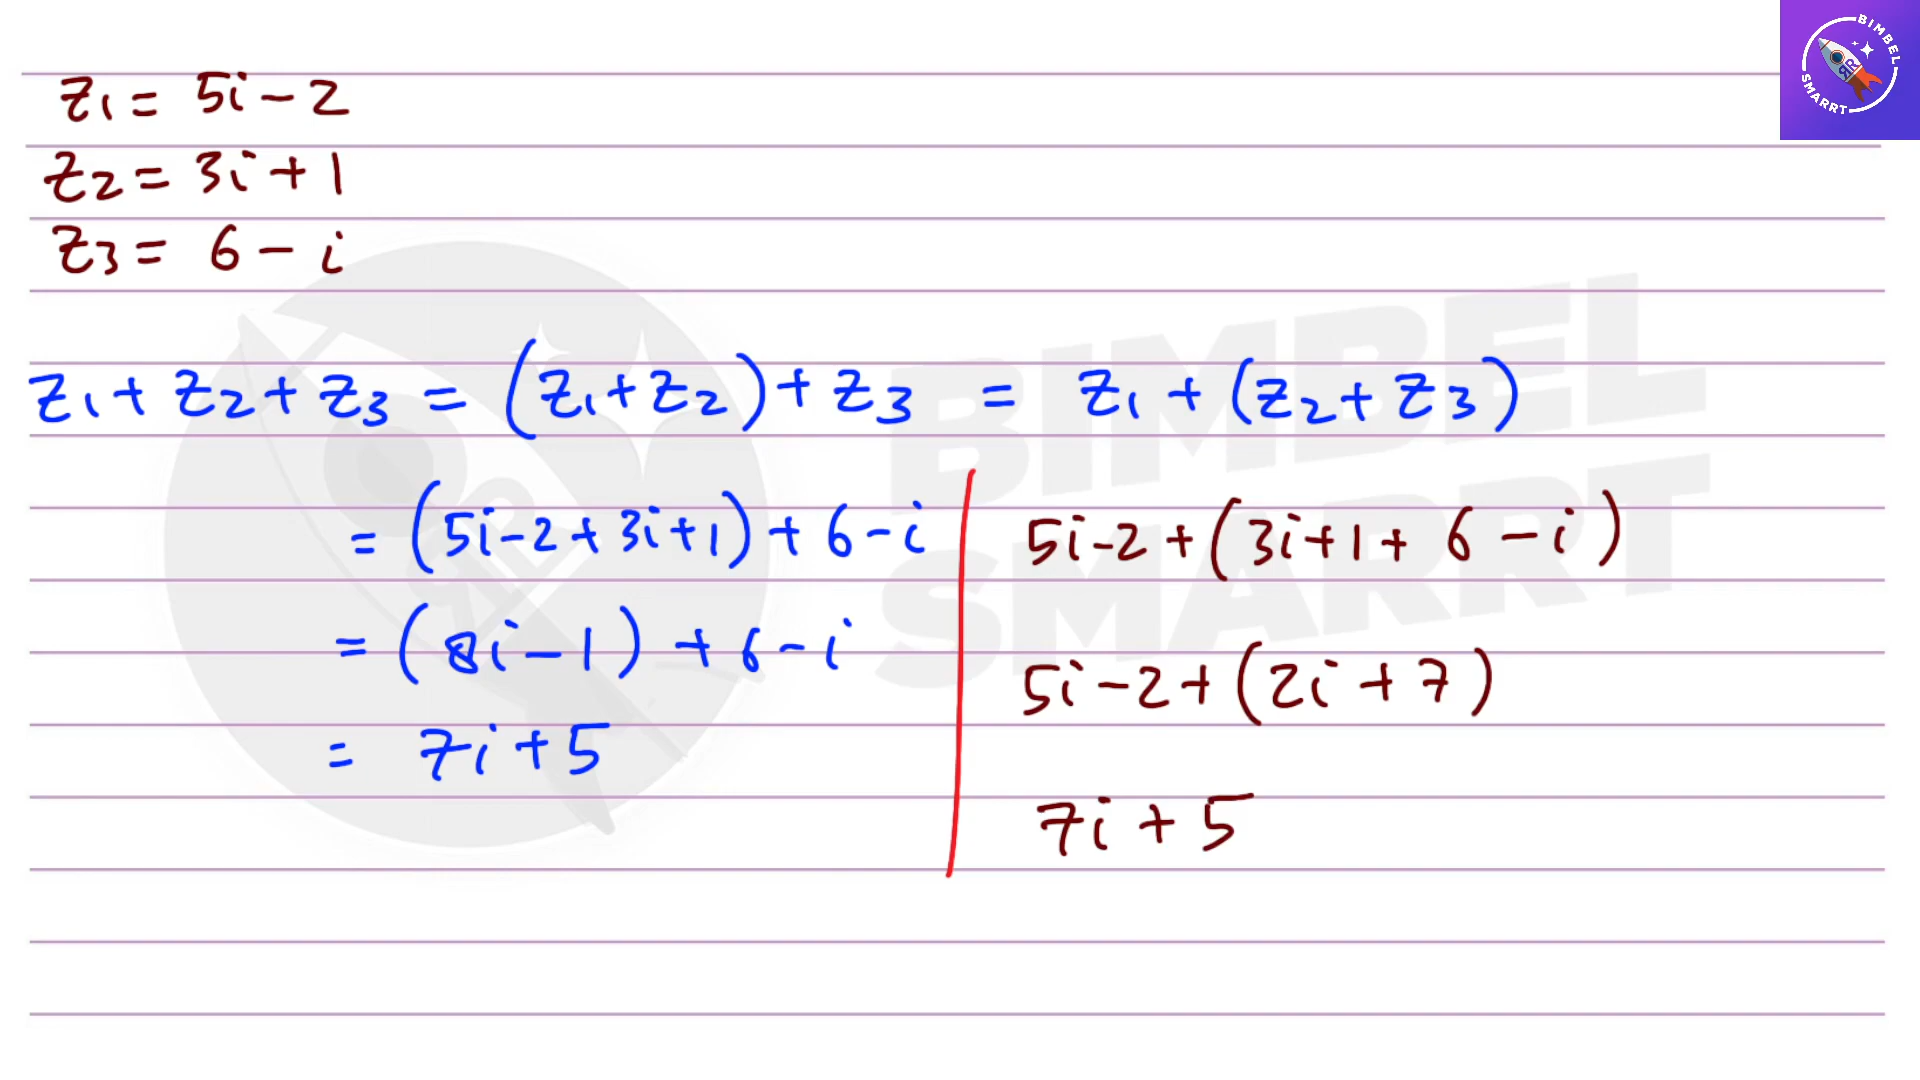 BIMBEL SMARRT
z1 = 5i - 2
z2 = 3i + 1
z3 = 6 - i
z1 + z2 + z3 = (z1 + z2) + z3 = z1 + (z2 + z3)
= (5i - 2 + 3i + 1) + 6 - i
= (8i - 1) + 6 - i
= 7i + 5
5i - 2 + (3i + 1 + 6 - i)
5i - 2 + (2i + 7)
7i + 5
BIMBEL
SMARRT